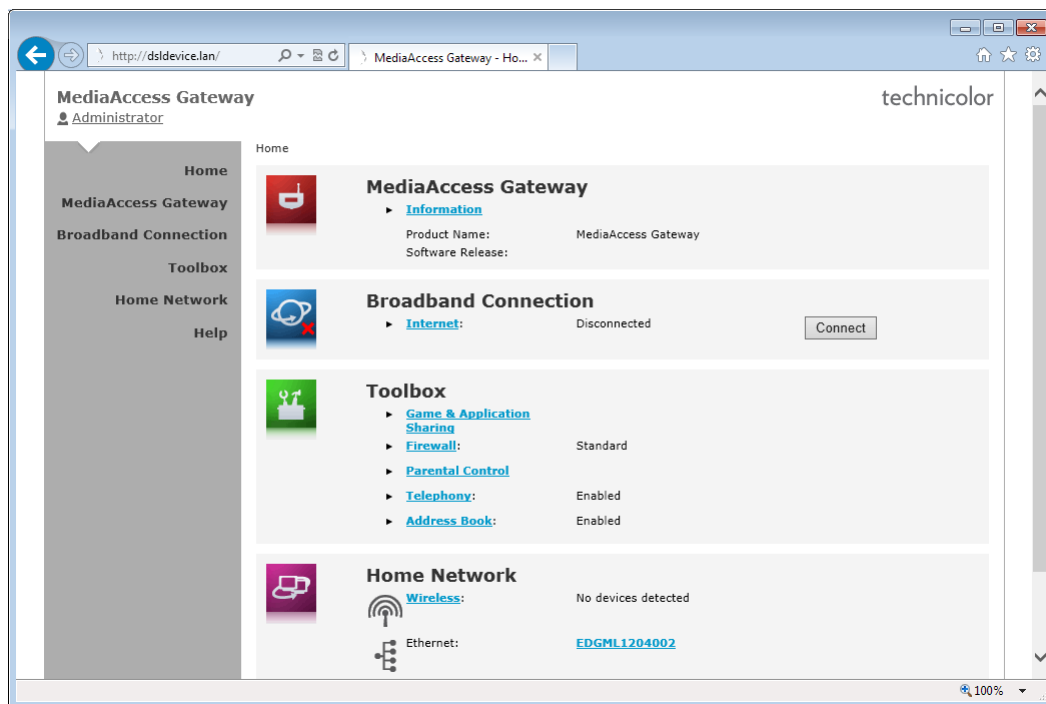 http://dsldevice.lan/
MediaAccess Gateway - Ho...
MediaAccess Gateway
technicolor
Administrator
Home
Home
MediaAccess Gateway
Broadband Connection
Toolbox
Home Network
Help
MediaAccess Gateway
Information
Product Name: MediaAccess Gateway
Software Release:
Broadband Connection
Internet: Disconnected Connect
Toolbox
Game & Application
Sharing
Firewall: Standard
Parental Control
Telephony: Enabled
Address Book: Enabled
Home Network
Wireless: No devices detected
Ethernet: EDGML1204002
100%